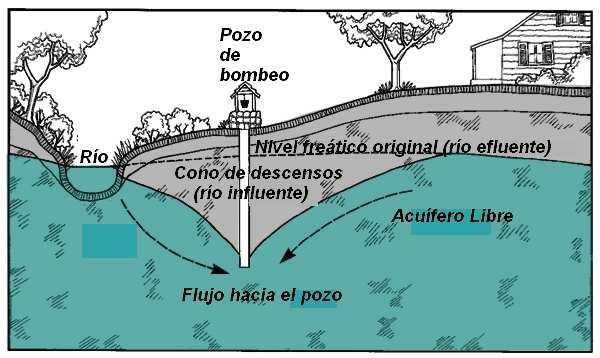 Pozo
de
bombeo
Río
Nivel freático original (río efluente)
Cono de descensos
(río influente)
Acuífero Libre
Flujo hacia el pozo